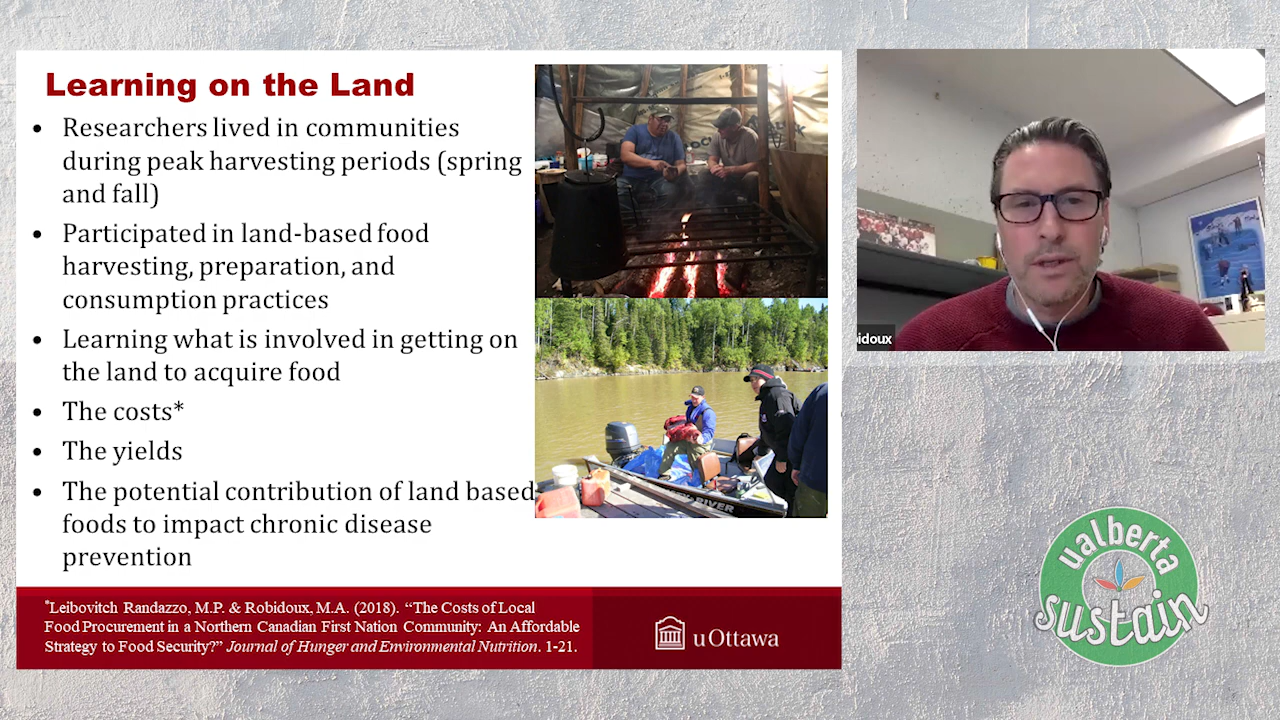 Learning on the Land
• Researchers lived in communities
during peak harvesting periods (spring
and fall)
• Participated in land-based food
harvesting, preparation, and
consumption practices
• Learning what is involved in getting on
the land to acquire food
• The costs*
• The yields
• The potential contribution of land based
foods to impact chronic disease
prevention
*Leibovitch Randazzo, M.P. & Robidoux, M.A. (2018). “The Costs of Local
Food Procurement in a Northern Canadian First Nation Community: An Affordable
Strategy to Food Security?” Journal of Hunger and Environmental Nutrition. 1-21.
uOttawa
RIVER
idoux
ualberta
sustain